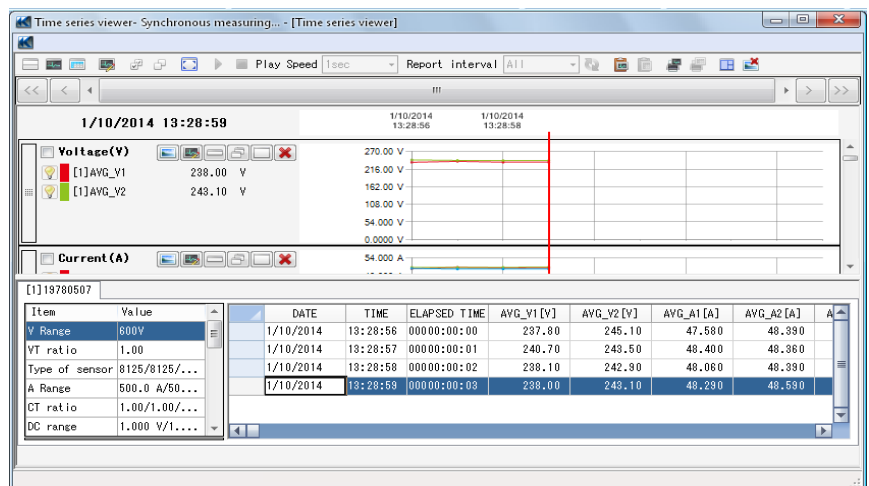 Time series viewer- Synchronous measuring... - [Time series viewer]
Play Speed 1sec Report interval All
<< < > >>
1/10/2014 13:28:59
1/10/2014 1/10/2014
13:28:56 13:28:58
Voltage(V)
[1]AVG_V1 238.00 V
[1]AVG_V2 243.10 V
270.00 V
216.00 V
162.00 V
108.00 V
54.000 V
0.0000 V
Current(A)
54.000 A
[1]19780507
Item Value
V Range 600V
VT ratio 1.00
Type of sensor 8125/8125/...
A Range 500.0 A/50...
CT ratio 1.00/1.00/...
DC range 1.000 V/1....
DATE TIME ELAPSED TIME AVG_V1[V] AVG_V2[V] AVG_A1[A] AVG_A2[A] A
1/10/2014 13:28:56 00000:00:00 237.80 245.10 47.580 48.390
1/10/2014 13:28:57 00000:00:01 240.70 243.50 48.400 48.360
1/10/2014 13:28:58 00000:00:02 238.10 242.90 48.060 48.390
1/10/2014 13:28:59 00000:00:03 238.00 243.10 48.290 48.590